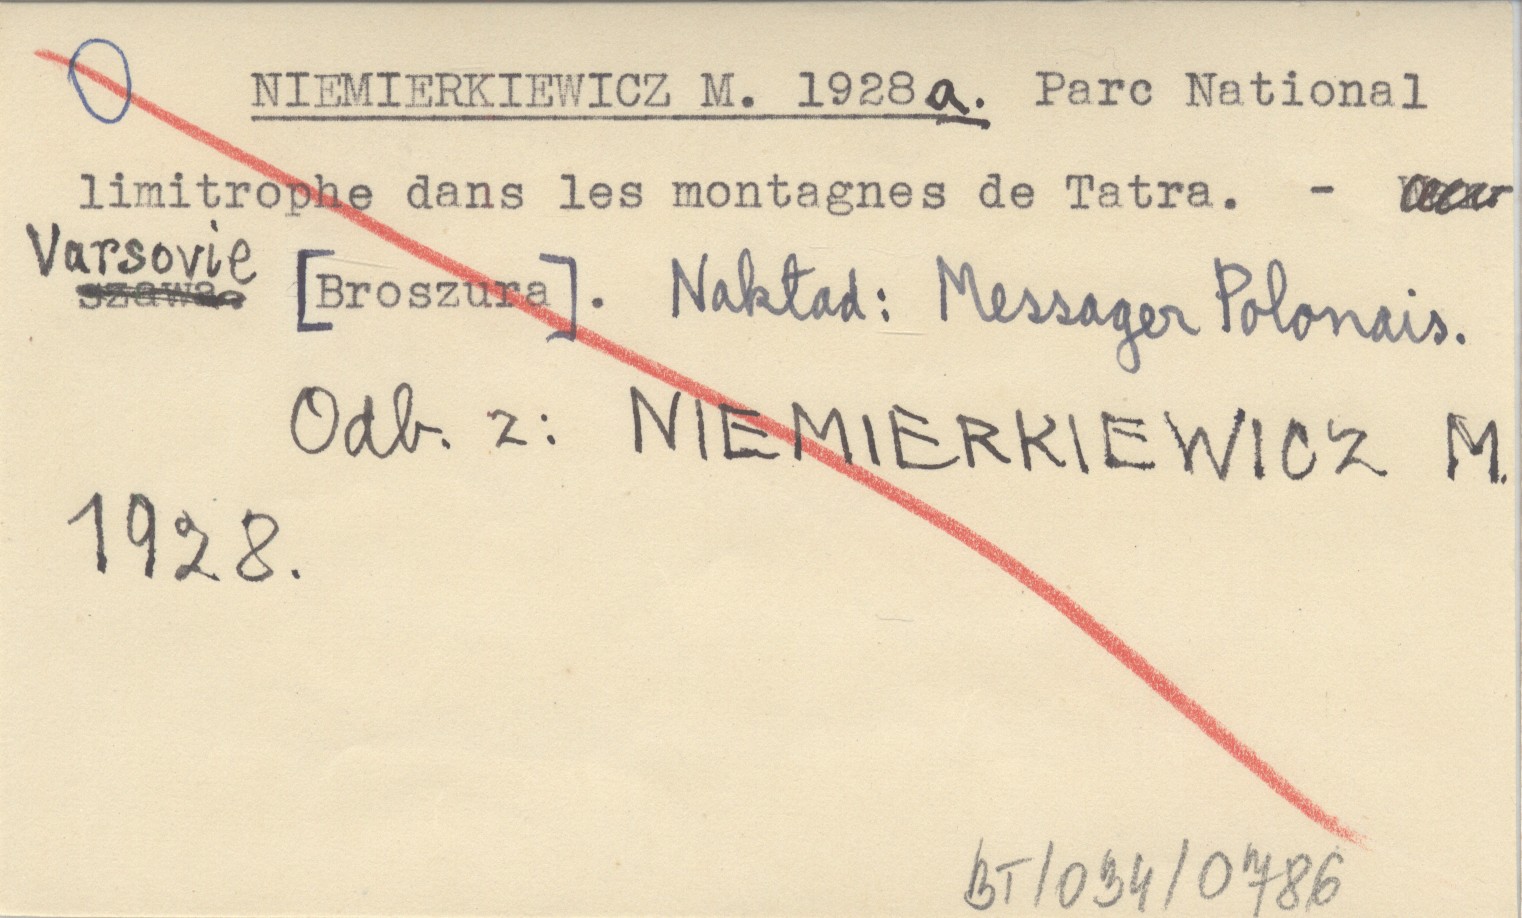 NIEMIERKIEWICZ M. 1928a. Parc National
limitrophe dans les montagnes de Tatra. -
Varsovie
szawa. [Broszura]. Nakład: Messager Polonais.
Odb. z: NIEMIERKIEWICZ M.
1928.
BT/034/0786